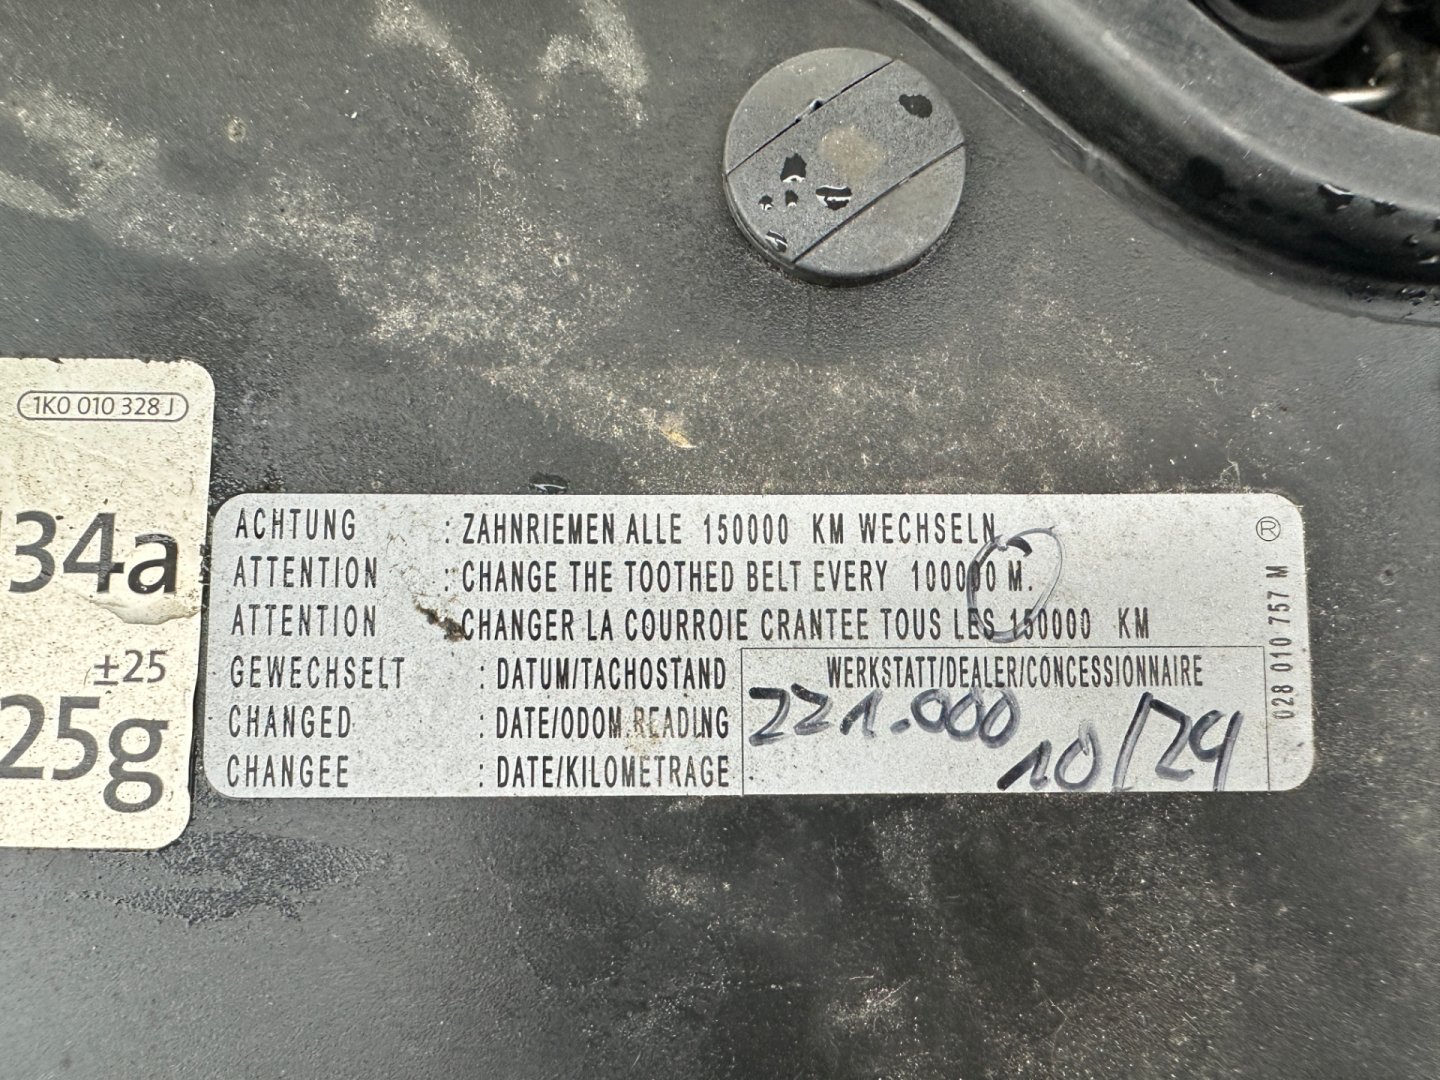 1K0 010 328 J
134a
±25
25g
ACHTUNG : ZAHNRIEMEN ALLE 150000 KM WECHSELN
ATTENTION : CHANGE THE TOOTHED BELT EVERY 100000 M.
ATTENTION : CHANGER LA COURROIE CRANTEE TOUS LES 150000 KM
GEWECHSELT : DATUM/TACHOSTAND WERKSTATT/DEALER/CONCESSIONNAIRE
CHANGED : DATE/ODOM.READING 221.000
CHANGEE : DATE/KILOMETRAGE 10/24
®
028 010 757 M